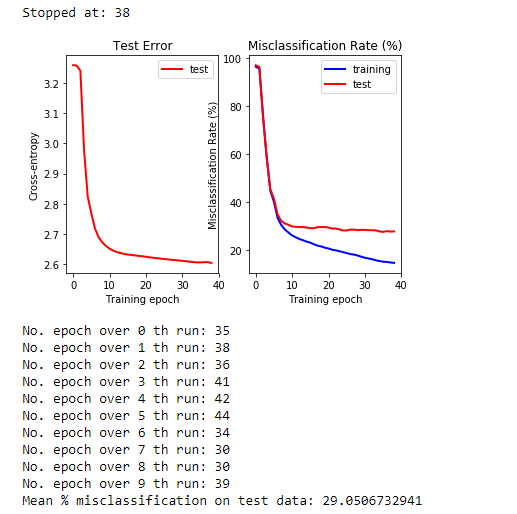 Stopped at: 38
Test Error
test
3.2
3.1
3.0
2.9
2.8
2.7
2.6
Cross-entropy
0
10
20
30
40
Training epoch
Misclassification Rate (%)
training
test
100
80
60
40
20
Misclassification Rate (%)
0
10
20
30
40
Training epoch
No. epoch over 0 th run: 35
No. epoch over 1 th run: 38
No. epoch over 2 th run: 36
No. epoch over 3 th run: 41
No. epoch over 4 th run: 42
No. epoch over 5 th run: 44
No. epoch over 6 th run: 34
No. epoch over 7 th run: 30
No. epoch over 8 th run: 30
No. epoch over 9 th run: 39
Mean % misclassification on test data: 29.0506732941